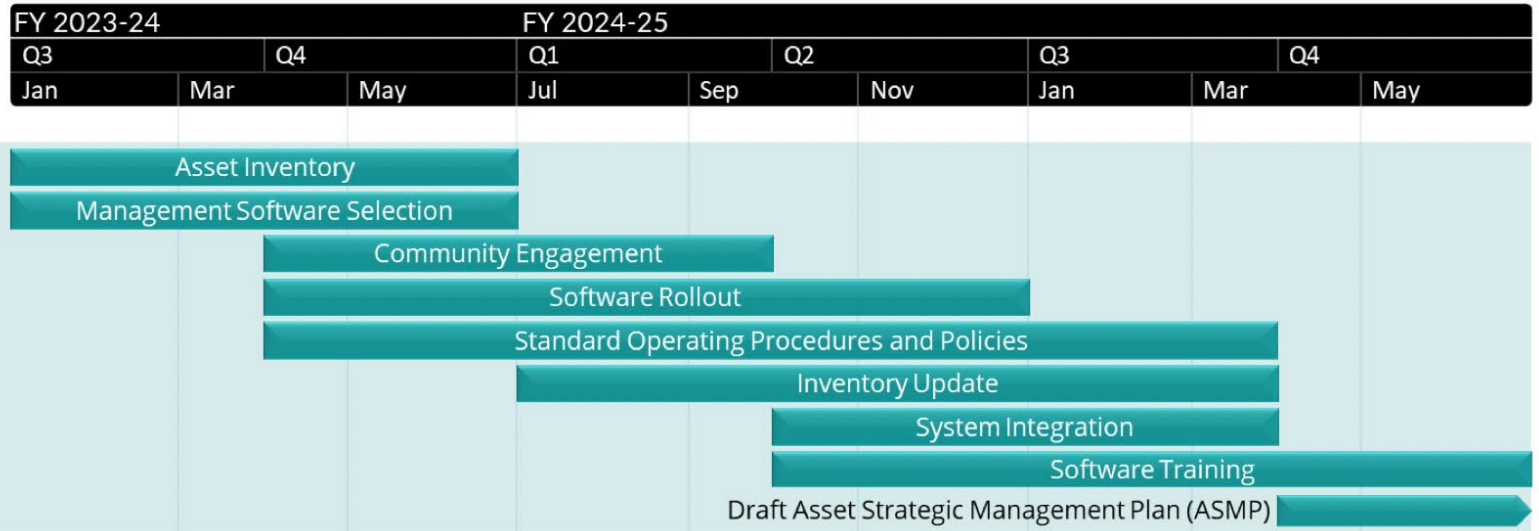 FY 2023-24 FY 2024-25
Q3 Q4 Q1 Q2 Q3 Q4
Jan Mar May Jul Sep Nov Jan Mar May
Asset Inventory
Management Software Selection
Community Engagement
Software Rollout
Standard Operating Procedures and Policies
Inventory Update
System Integration
Software Training
Draft Asset Strategic Management Plan (ASMP)